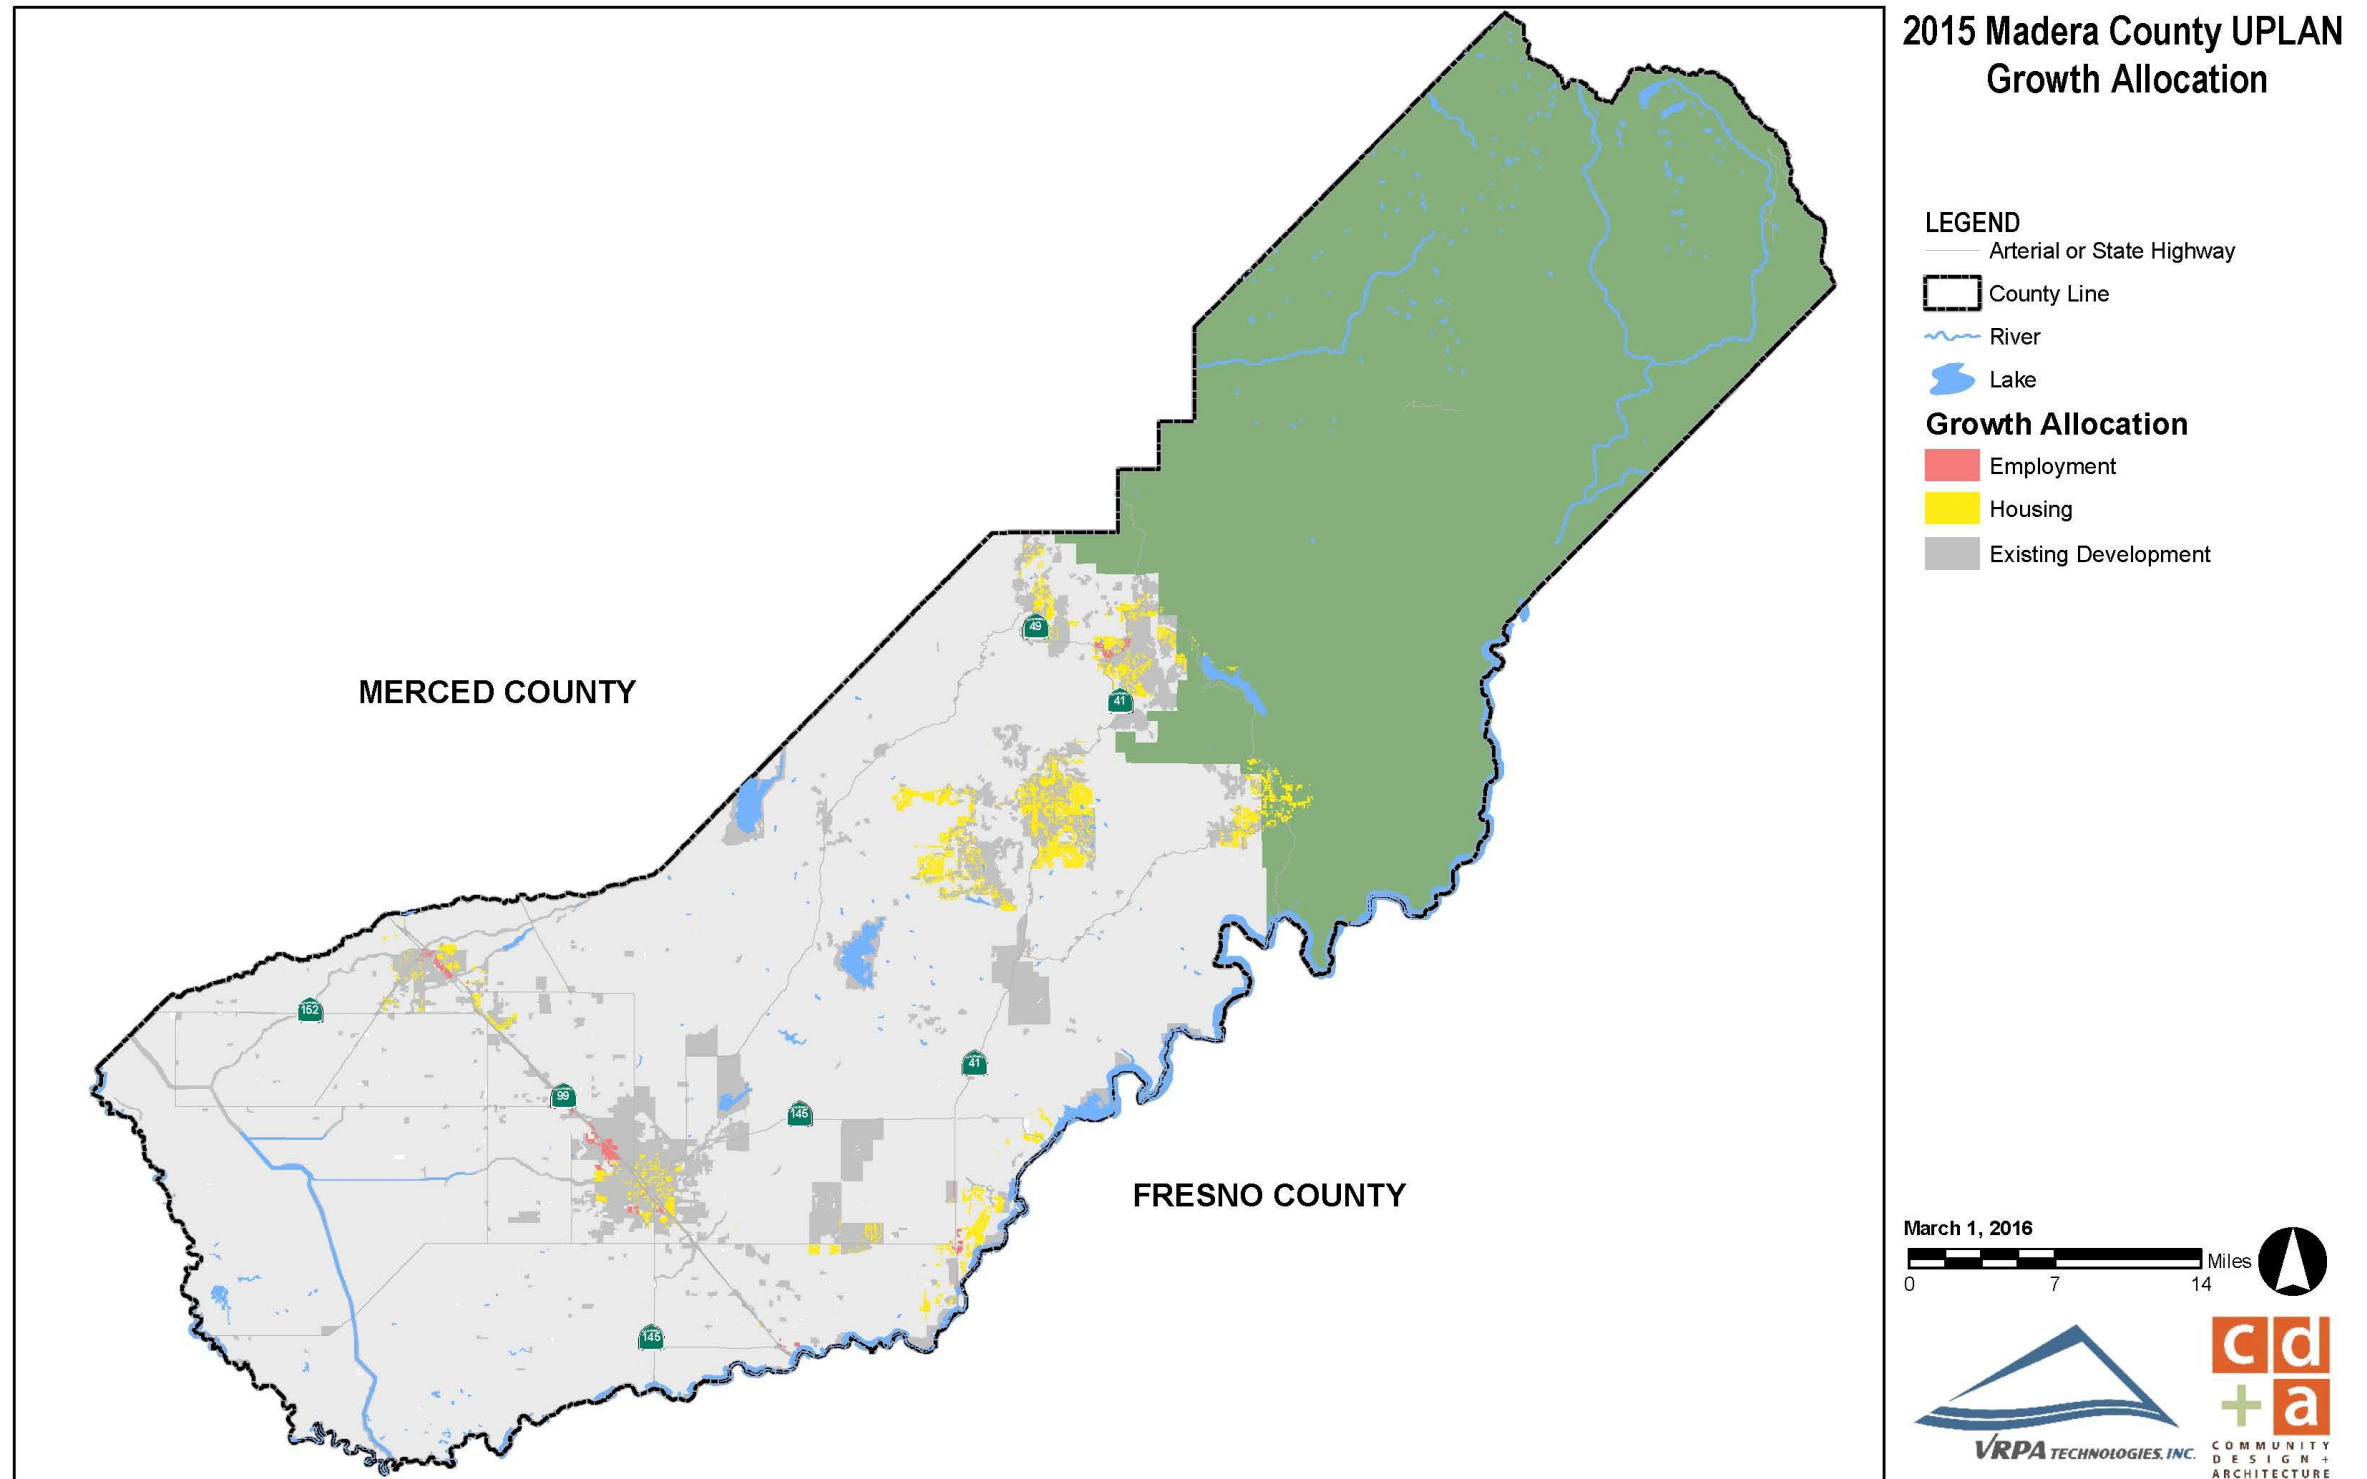 2015 Madera County UPLAN
Growth Allocation
LEGEND
Arterial or State Highway
County Line
River
Lake
Growth Allocation
Employment
Housing
Existing Development
MERCED COUNTY
FRESNO COUNTY
49
41
152
41
99
145
145
March 1, 2016
Miles
0 7 14
VRPA TECHNOLOGIES, INC.
cd
+a
COMMUNITY
DESIGN +
ARCHITECTURE